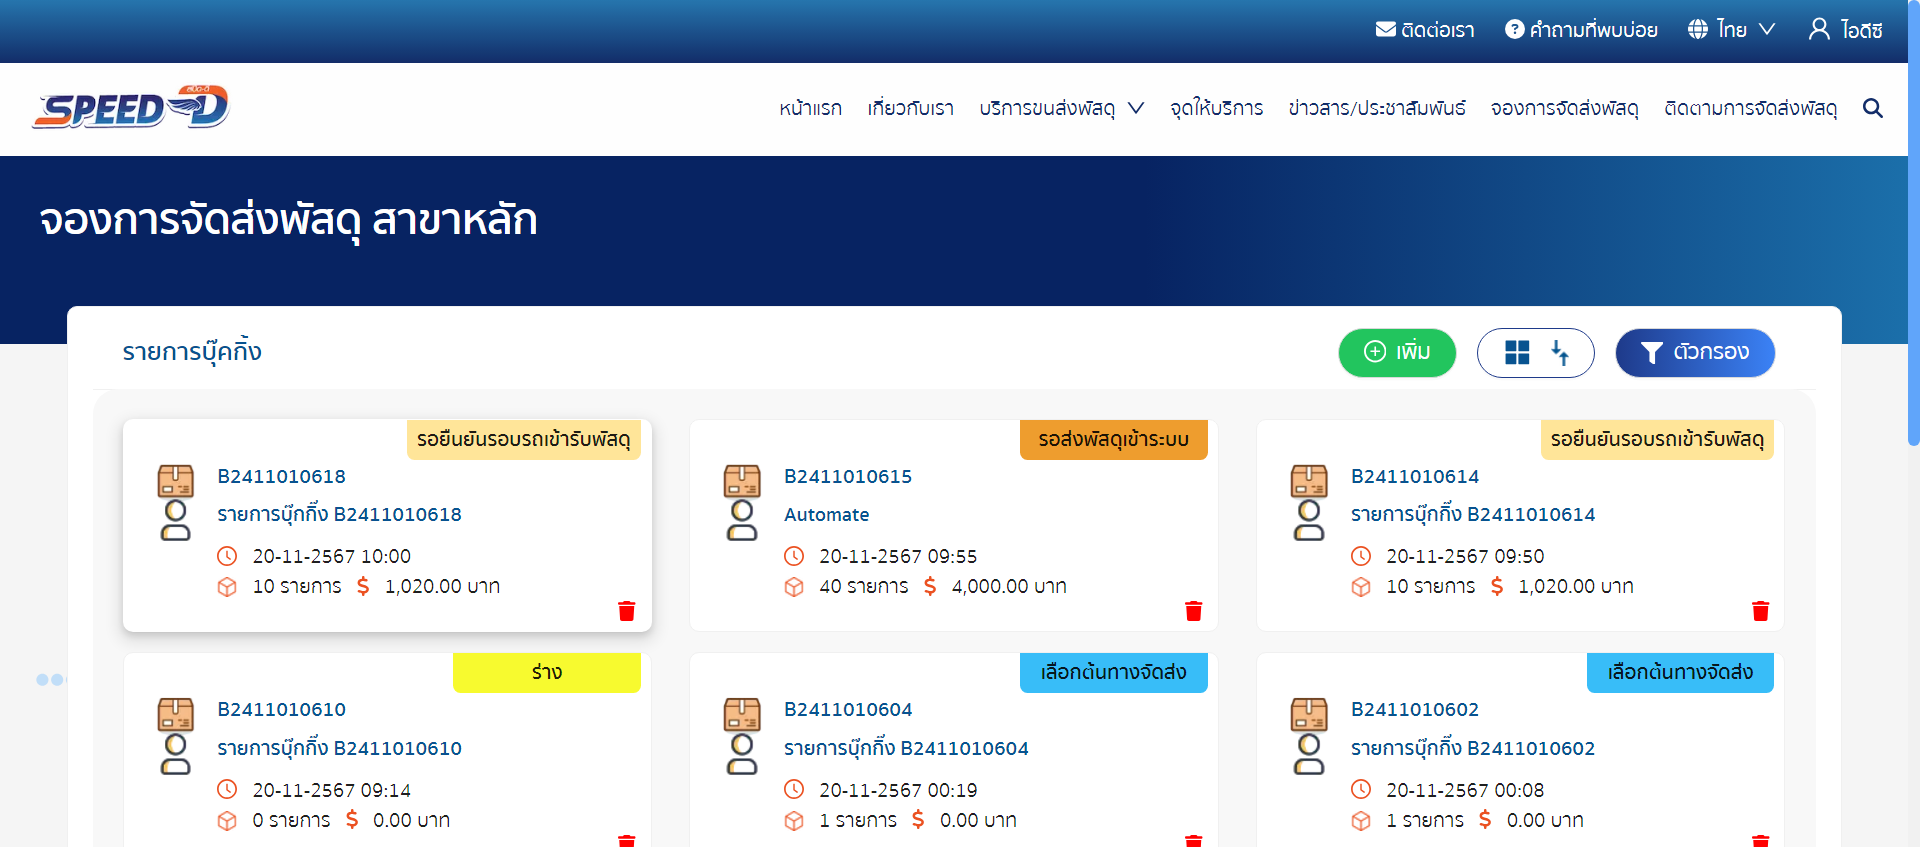 ติดต่อเรา คำถามที่พบบ่อย ไทย ไอดีซี
สปีด-ดี
SPEED-D
หน้าแรก เกี่ยวกับเรา บริการขนส่งพัสดุ จุดให้บริการ ข่าวสาร/ประชาสัมพันธ์ จองการจัดส่งพัสดุ ติดตามการจัดส่งพัสดุ
จองการจัดส่งพัสดุ สาขาหลัก
รายการบุ๊คกิ้ง
เพิ่ม
ตัวกรอง
รอยืนยันรอบรถเข้ารับพัสดุ
B2411010618
รายการบุ๊กกิ๊ง B2411010618
20-11-2567 10:00
10 รายการ $ 1,020.00 บาท
รอส่งพัสดุเข้าระบบ
B2411010615
Automate
20-11-2567 09:55
40 รายการ $ 4,000.00 บาท
รอยืนยันรอบรถเข้ารับพัสดุ
B2411010614
รายการบุ๊กกิ๊ง B2411010614
20-11-2567 09:50
10 รายการ $ 1,020.00 บาท
ร่าง
B2411010610
รายการบุ๊กกิ๊ง B2411010610
20-11-2567 09:14
0 รายการ $ 0.00 บาท
เลือกต้นทางจัดส่ง
B2411010604
รายการบุ๊กกิ๊ง B2411010604
20-11-2567 00:19
1 รายการ $ 0.00 บาท
เลือกต้นทางจัดส่ง
B2411010602
รายการบุ๊กกิ๊ง B2411010602
20-11-2567 00:08
1 รายการ $ 0.00 บาท